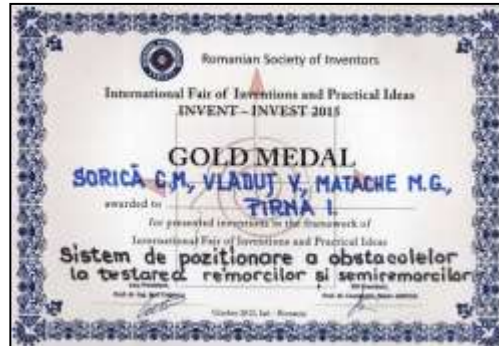 Romanian Society of Inventors
International Fair of Inventions and Practical Ideas
INVENT – INVEST 2015
GOLD MEDAL
SORICĂ C.M., VLĂDUȚ V., MATACHE M.G.,
awarded to PIRNĂ I.
for presented inventions in the framework of
International Fair of Inventions and Practical Ideas
Sistem de poziționare a obstacolelor
la testarea remorcilor și semiremorcilor